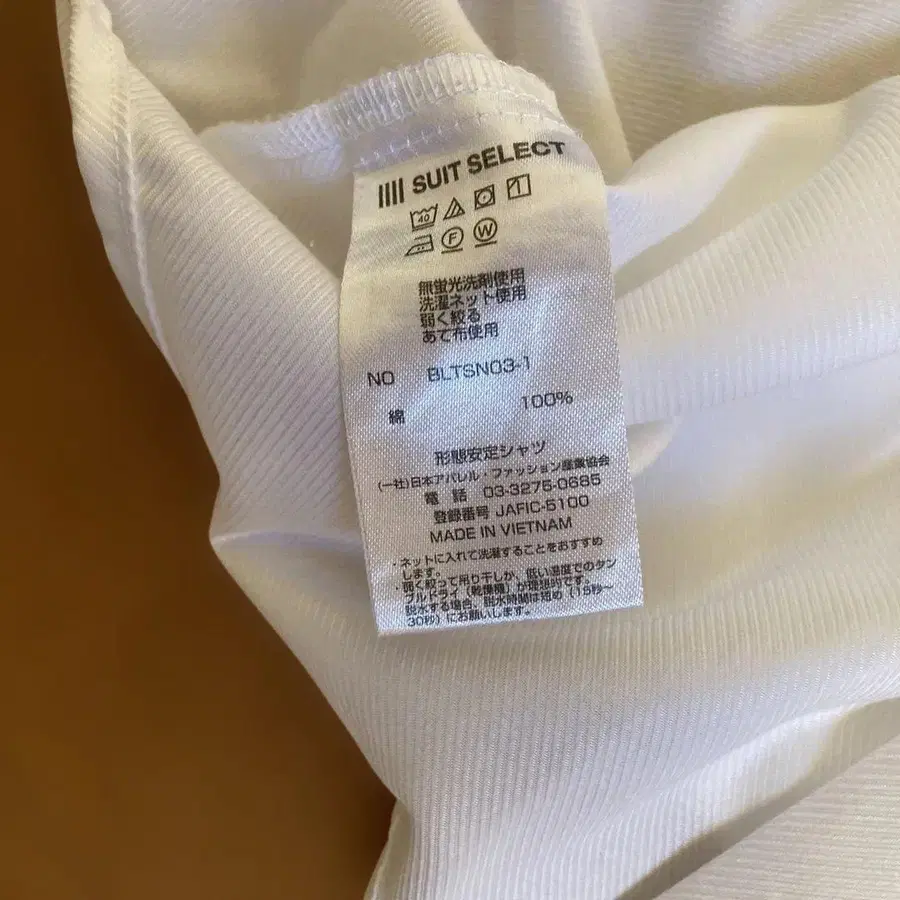 SUIT SELECT
40
F W
無蛍光洗剤使用
洗濯ネット使用
弱く絞る
あて布使用
NO BLTSN03-1
綿 100%
形態安定シャツ
(一社)日本アパレル・ファッション産業協会
電話 03-3275-0685
登録番号 JAFIC-5100
MADE IN VIETNAM
・ネットに入れて洗濯することをおすすめ
します。
・弱く絞って吊り干しか、低い温度でのタン
ブルドライ(乾燥機)が理想的です。
脱水する場合、脱水時間は短め(15秒~
30秒)にお願いします。